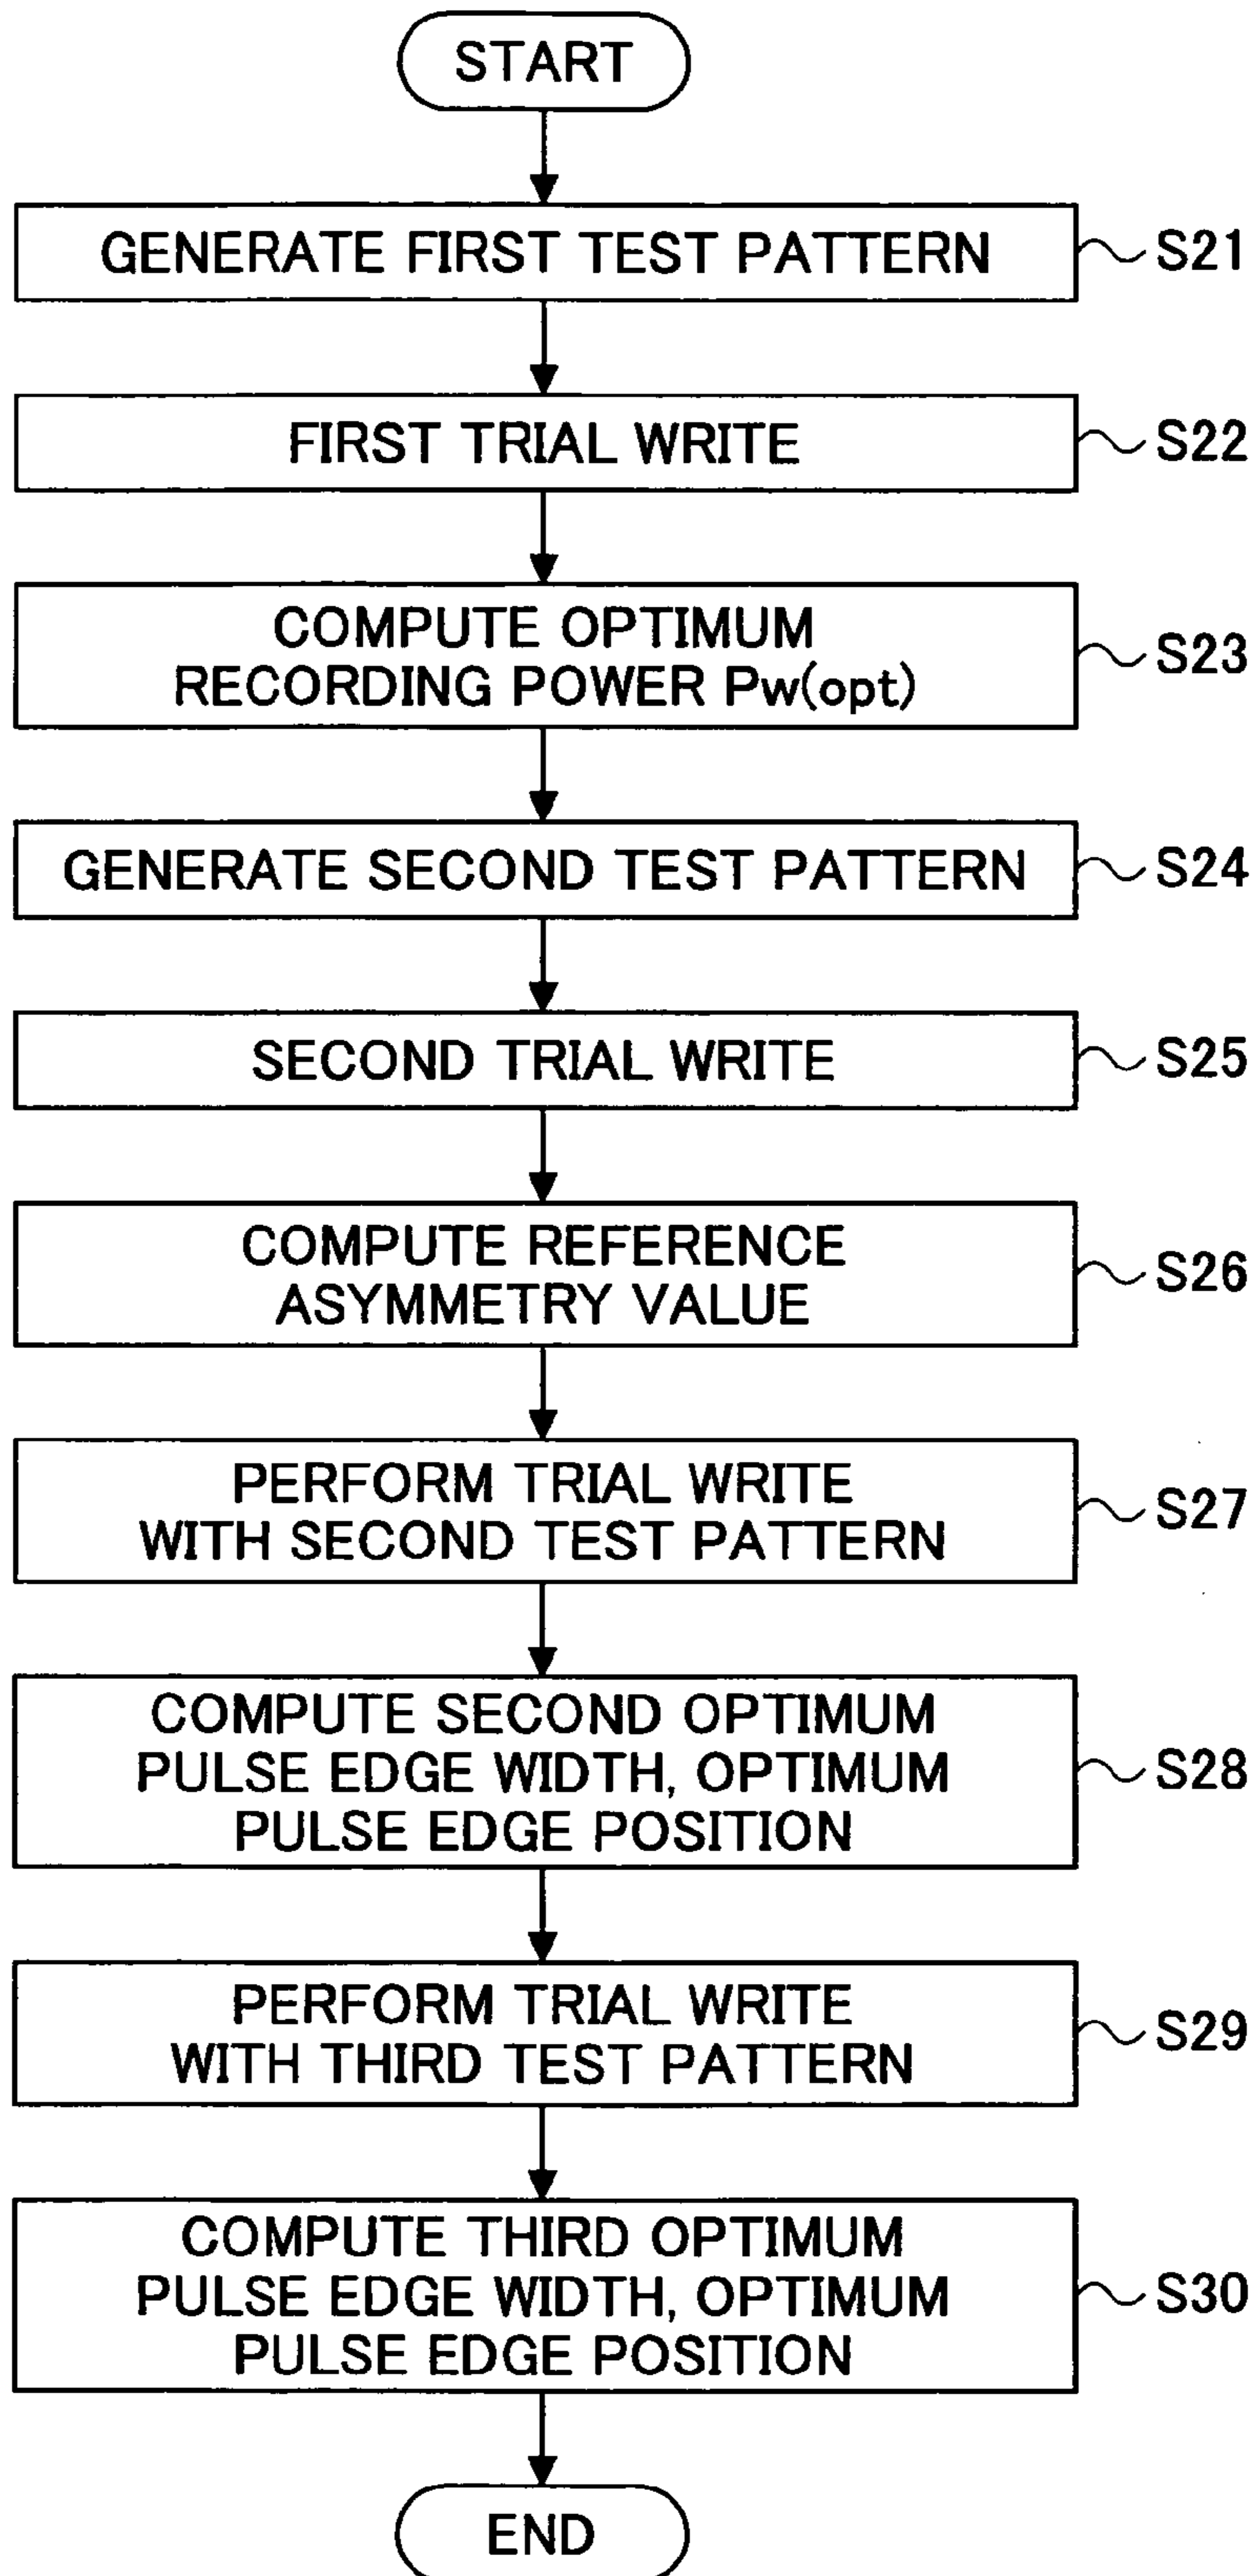 START
GENERATE FIRST TEST PATTERN
S21
FIRST TRIAL WRITE
S22
COMPUTE OPTIMUM
RECORDING POWER Pw(opt)
S23
GENERATE SECOND TEST PATTERN
S24
SECOND TRIAL WRITE
S25
COMPUTE REFERENCE
ASYMMETRY VALUE
S26
PERFORM TRIAL WRITE
WITH SECOND TEST PATTERN
S27
COMPUTE SECOND OPTIMUM
PULSE EDGE WIDTH, OPTIMUM
PULSE EDGE POSITION
S28
PERFORM TRIAL WRITE
WITH THIRD TEST PATTERN
S29
COMPUTE THIRD OPTIMUM
PULSE EDGE WIDTH, OPTIMUM
PULSE EDGE POSITION
S30
END